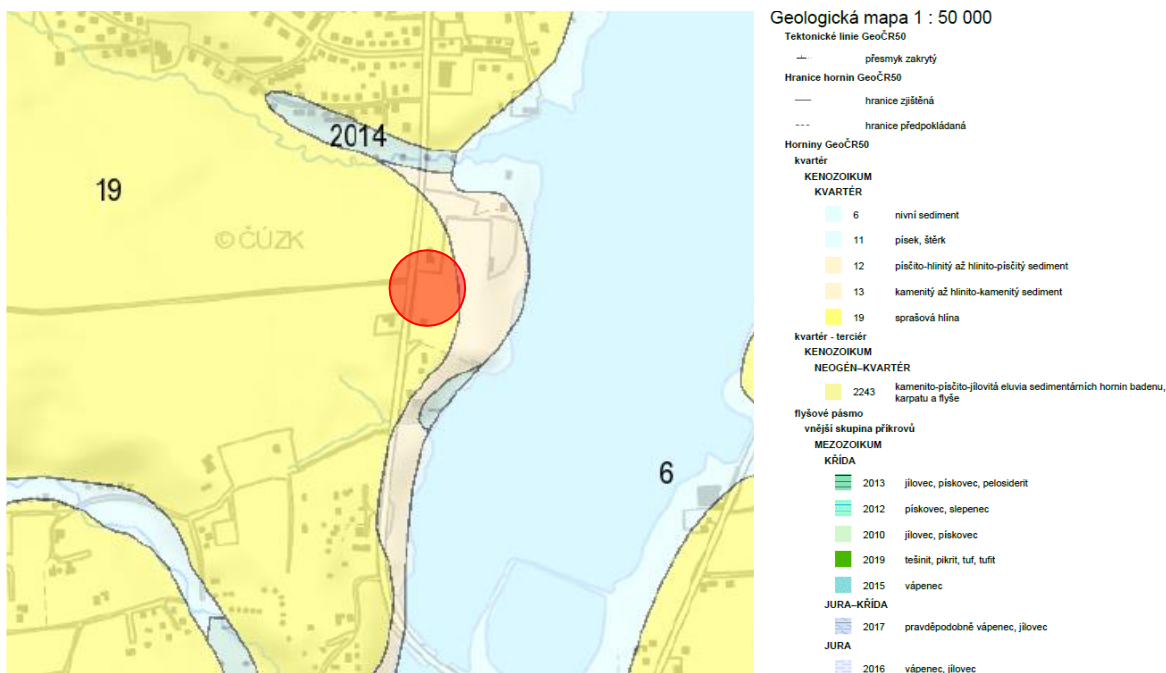 2014
19
© ČÚZK
6
Geologická mapa 1 : 50 000
Tektonické linie GeoČR50
přesmyk zakrytý
Hranice hornin GeoČR50
hranice zjištěná
hranice předpokládaná
Horniny GeoČR50
kvartér
KENOZOIKUM
KVARTÉR
6 nivní sediment
11 písek, štěrk
12 písčito-hlinitý až hlinito-písčitý sediment
13 kamenitý až hlinito-kamenitý sediment
19 sprašová hlína
kvartér - terciér
KENOZOIKUM
NEOGÉN–KVARTÉR
2243 kamenito-písčito-jílovitá eluvia sedimentárních hornin badenu,
karpatu a flyše
flyšové pásmo
vnější skupina příkrovů
MEZOZOIKUM
KŘÍDA
2013 jílovec, pískovec, pelosiderit
2012 pískovec, slepenec
2010 jílovec, pískovec
2019 tešinit, pikrit, tuf, tufit
2015 vápenec
JURA–KŘÍDA
2017 pravděpodobně vápenec, jílovec
JURA
2016 vápenec, jílovec